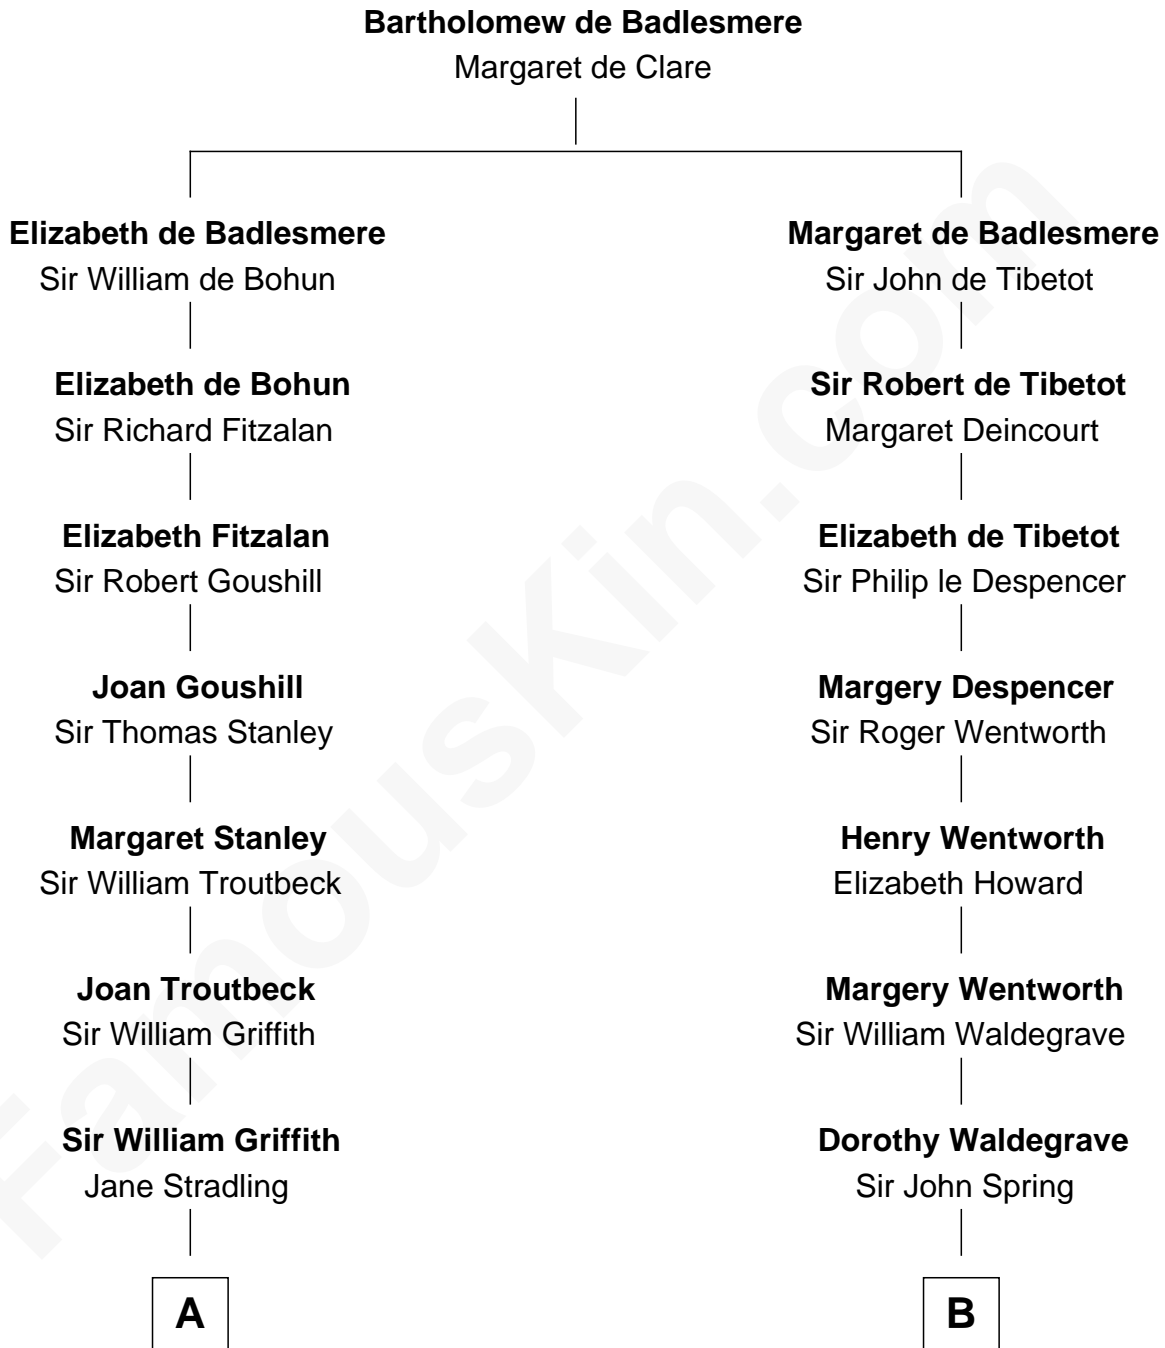 Bartholomew de Badlesmere
Margaret de Clare
Elizabeth de Badlesmere
Sir William de Bohun
Margaret de Badlesmere
Sir John de Tibetot
Elizabeth de Bohun
Sir Richard Fitzalan
Sir Robert de Tibetot
Margaret Deincourt
Elizabeth Fitzalan
Sir Robert Goushill
Elizabeth de Tibetot
Sir Philip le Despencer
Joan Goushill
Sir Thomas Stanley
Margery Despencer
Sir Roger Wentworth
Margaret Stanley
Sir William Troutbeck
Henry Wentworth
Elizabeth Howard
Joan Troutbeck
Sir William Griffith
Margery Wentworth
Sir William Waldegrave
Sir William Griffith
Jane Stradling
Dorothy Waldegrave
Sir John Spring
A
B
FamousKin.com